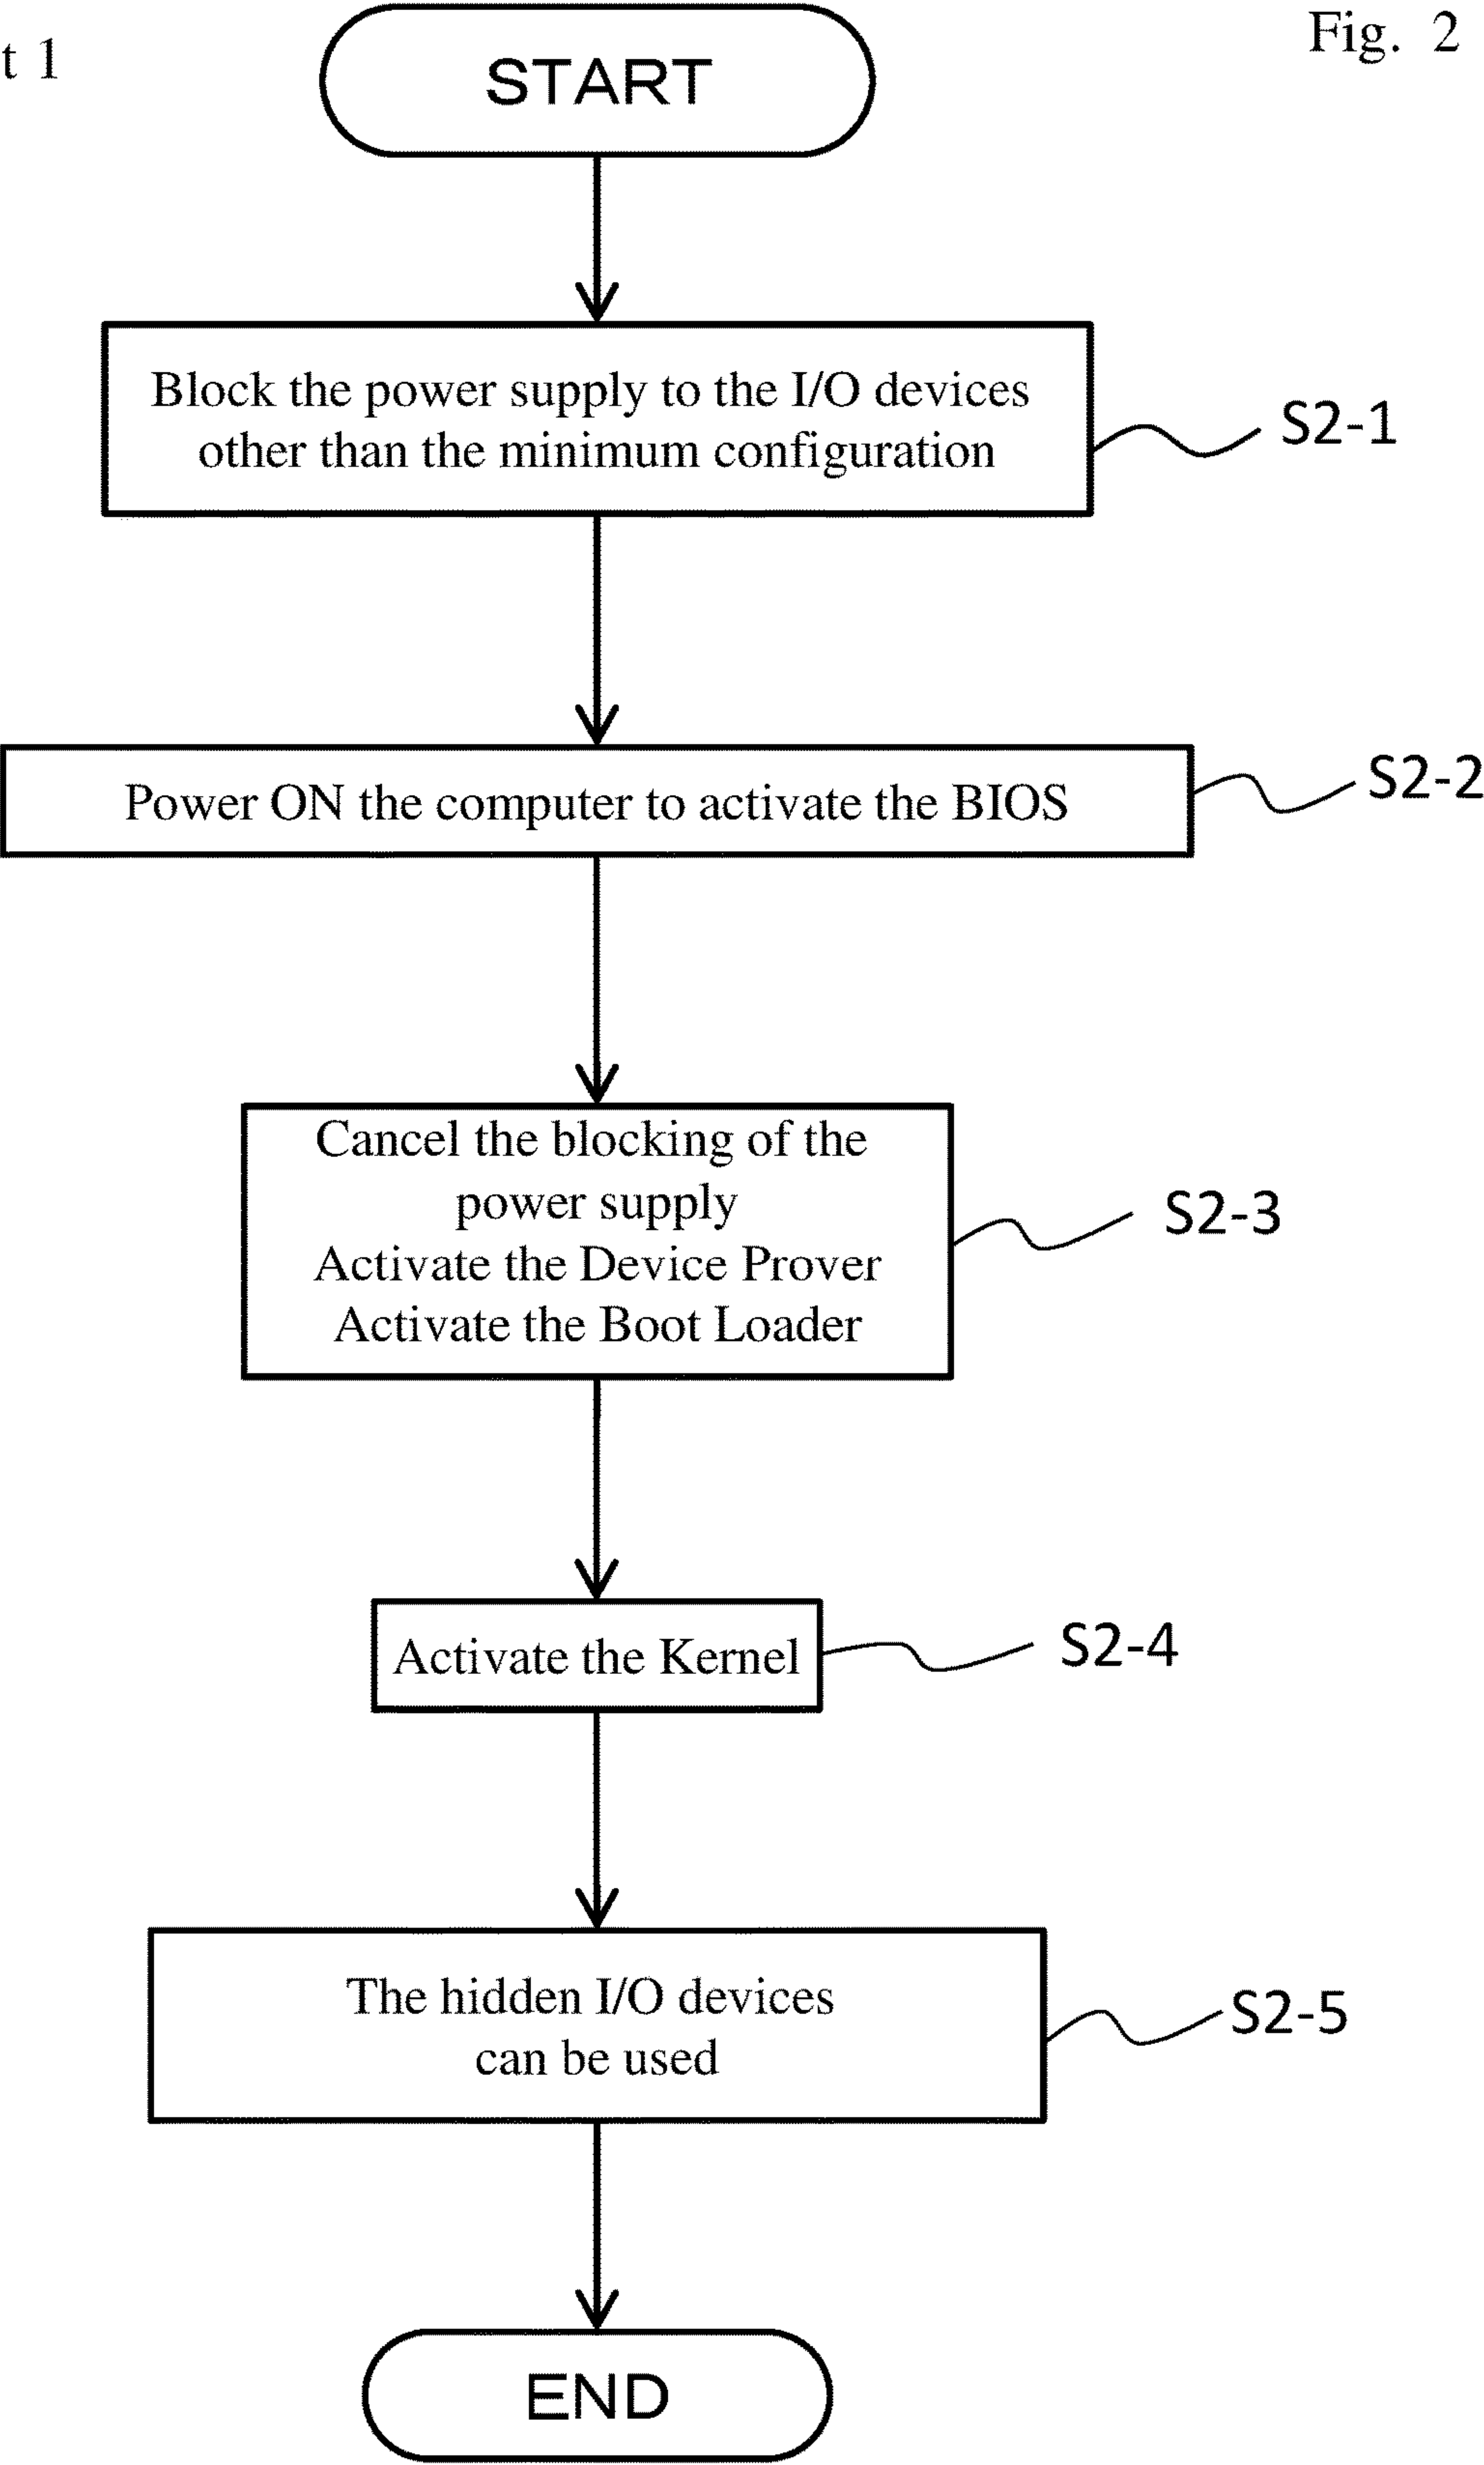 t 1
Fig. 2
START
Block the power supply to the I/O devices
other than the minimum configuration
S2-1
Power ON the computer to activate the BIOS
S2-2
Cancel the blocking of the
power supply
Activate the Device Prover
Activate the Boot Loader
S2-3
Activate the Kernel
S2-4
The hidden I/O devices
can be used
S2-5
END